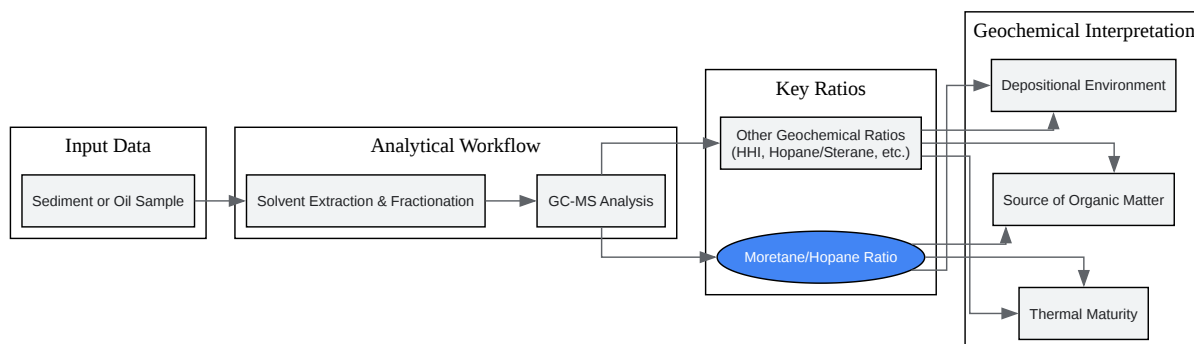 Input Data
Sediment or Oil Sample
Analytical Workflow
Solvent Extraction & Fractionation
GC-MS Analysis
Key Ratios
Other Geochemical Ratios
(HHI, Hopane/Sterane, etc.)
Moretane/Hopane Ratio
Geochemical Interpretation
Depositional Environment
Source of Organic Matter
Thermal Maturity